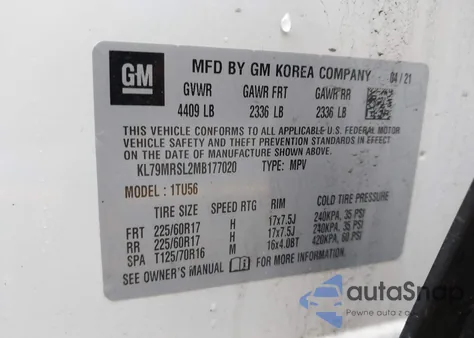 GM MFD BY GM KOREA COMPANY 04/21
GVWR GAWR FRT GAWR RR
4409 LB 2336 LB 2336 LB
THIS VEHICLE CONFORMS TO ALL APPLICABLE U.S. FEDERAL MOTOR
VEHICLE SAFETY AND THEFT PREVENTION STANDARDS IN EFFECT
ON THE DATE OF MANUFACTURE SHOWN ABOVE.
KL79MRSL2MB177020 TYPE: MPV
MODEL : 1TU56
TIRE SIZE SPEED RTG RIM COLD TIRE PRESSURE
FRT 225/60R17 H 17x7.5J 240KPA, 35 PSI
RR 225/60R17 H 17x7.5J 240KPA, 35 PSI
SPA T125/70R16 M 16x4.0BT 420KPA, 60 PSI
SEE OWNER'S MANUAL
autoSnap
Pewne auta z